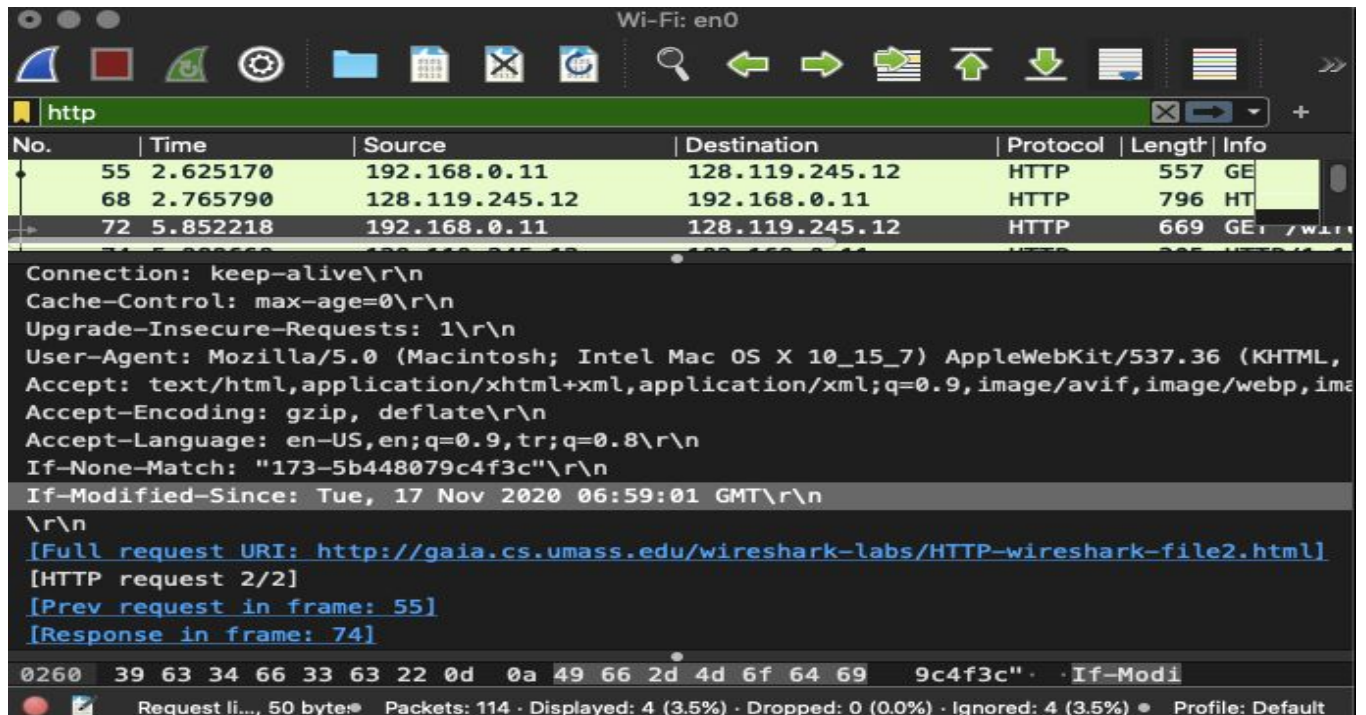 Wi-Fi: en0
http
No. Time Source Destination Protocol Length Info
55 2.625170 192.168.0.11 128.119.245.12 HTTP 557 GE
68 2.765790 128.119.245.12 192.168.0.11 HTTP 796 HT
72 5.852218 192.168.0.11 128.119.245.12 HTTP 669 GET
Connection: keep-alive\r\n
Cache-Control: max-age=0\r\n
Upgrade-Insecure-Requests: 1\r\n
User-Agent: Mozilla/5.0 (Macintosh; Intel Mac OS X 10_15_7) AppleWebKit/537.36 (KHTML,
Accept: text/html,application/xhtml+xml,application/xml;q=0.9,image/avif,image/webp,ima
Accept-Encoding: gzip, deflate\r\n
Accept-Language: en-US,en;q=0.9,tr;q=0.8\r\n
If-None-Match: "173-5b448079c4f3c"\r\n
If-Modified-Since: Tue, 17 Nov 2020 06:59:01 GMT\r\n
\r\n
[Full request URI: http://gaia.cs.umass.edu/wireshark-labs/HTTP-wireshark-file2.html]
[HTTP request 2/2]
[Prev request in frame: 55]
[Response in frame: 74]
0260 39 63 34 66 33 63 22 0d 0a 49 66 2d 4d 6f 64 69 9c4f3c"· ·If-Modi
Request li..., 50 bytes Packets: 114 · Displayed: 4 (3.5%) · Dropped: 0 (0.0%) · Ignored: 4 (3.5%) Profile: Default